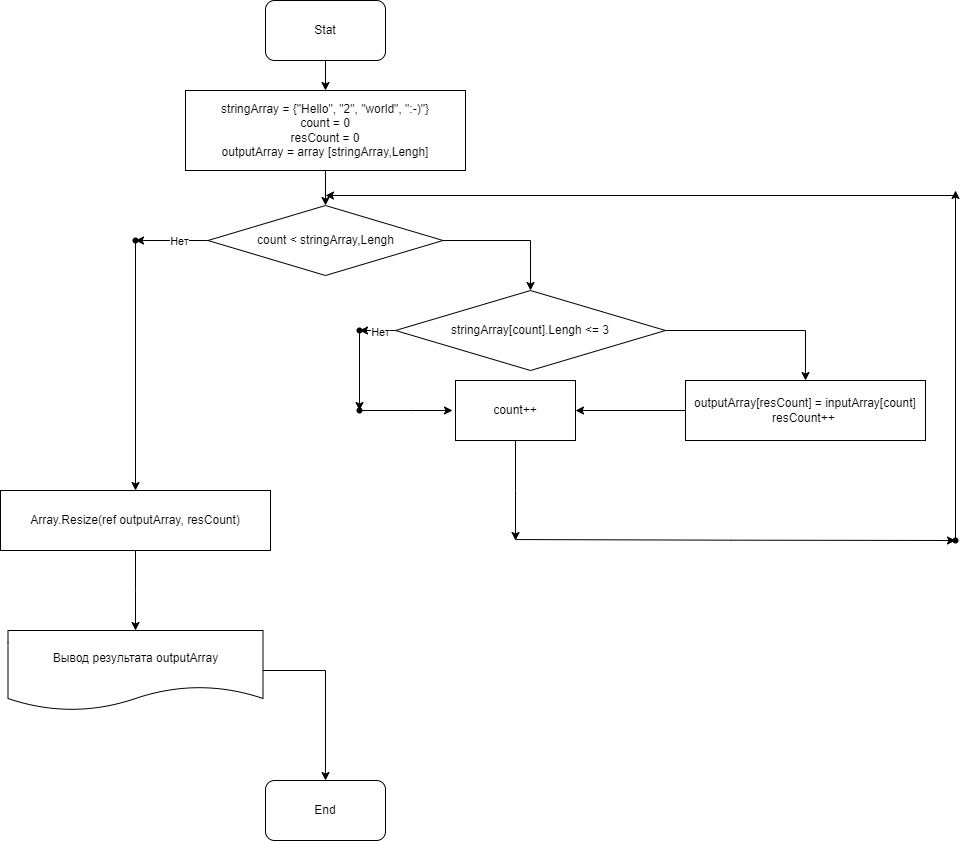 Stat
stringArray = {"Hello", "2", "world", ":-)"}
count = 0
resCount = 0
outputArray = array [stringArray,Lengh]
count < stringArray,Lengh
Нет
stringArray[count].Lengh <= 3
Нет
count++
outputArray[resCount] = inputArray[count]
resCount++
Array.Resize(ref outputArray, resCount)
Вывод результата outputArray
End